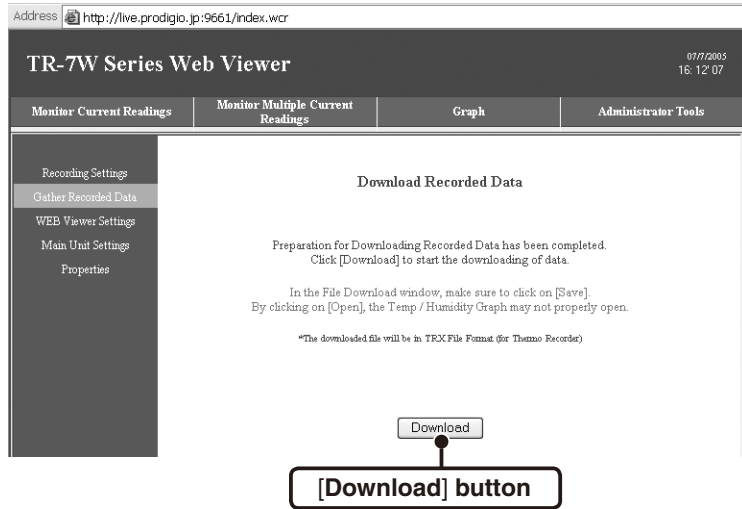 Address http://live.prodigio.jp:9661/index.wcr
TR-7W Series Web Viewer
07/7/2005
16: 12' 07
Monitor Current Readings
Monitor Multiple Current
Readings
Graph
Administrator Tools
Recording Settings
Gather Recorded Data
WEB Viewer Settings
Main Unit Settings
Properties
Download Recorded Data
Preparation for Downloading Recorded Data has been completed.
Click [Download] to start the downloading of data.
In the File Download window, make sure to click on [Save].
By clicking on [Open], the Temp / Humidity Graph may not properly open.
*The downloaded file will be in TRX File Format (for Thermo Recorder)
Download
[Download] button